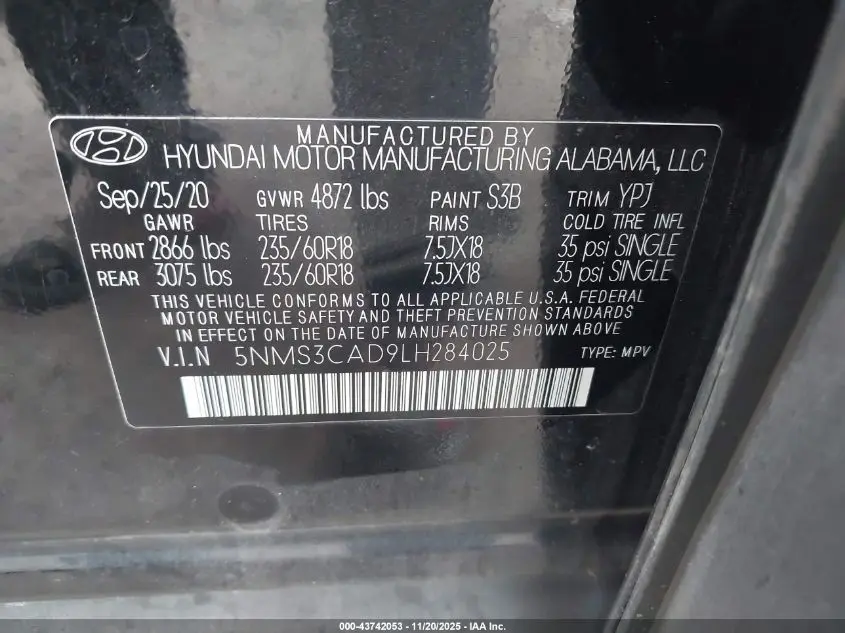 MANUFACTURED BY
HYUNDAI MOTOR MANUFACTURING ALABAMA, LLC
Sep/25/20 GVWR 4872 lbs PAINT S3B TRIM YPJ
GAWR TIRES RIMS COLD TIRE INFL
FRONT 2866 lbs 235/60R18 7.5JX18 35 psi SINGLE
REAR 3075 lbs 235/60R18 7.5JX18 35 psi SINGLE
THIS VEHICLE CONFORMS TO ALL APPLICABLE U.S.A. FEDERAL
MOTOR VEHICLE SAFETY AND THEFT PREVENTION STANDARDS
IN EFFECT ON THE DATE OF MANUFACTURE SHOWN ABOVE
V.I.N 5NMS3CAD9LH284025 TYPE: MPV
000-43742053 - 11/20/2025 - IAA Inc.